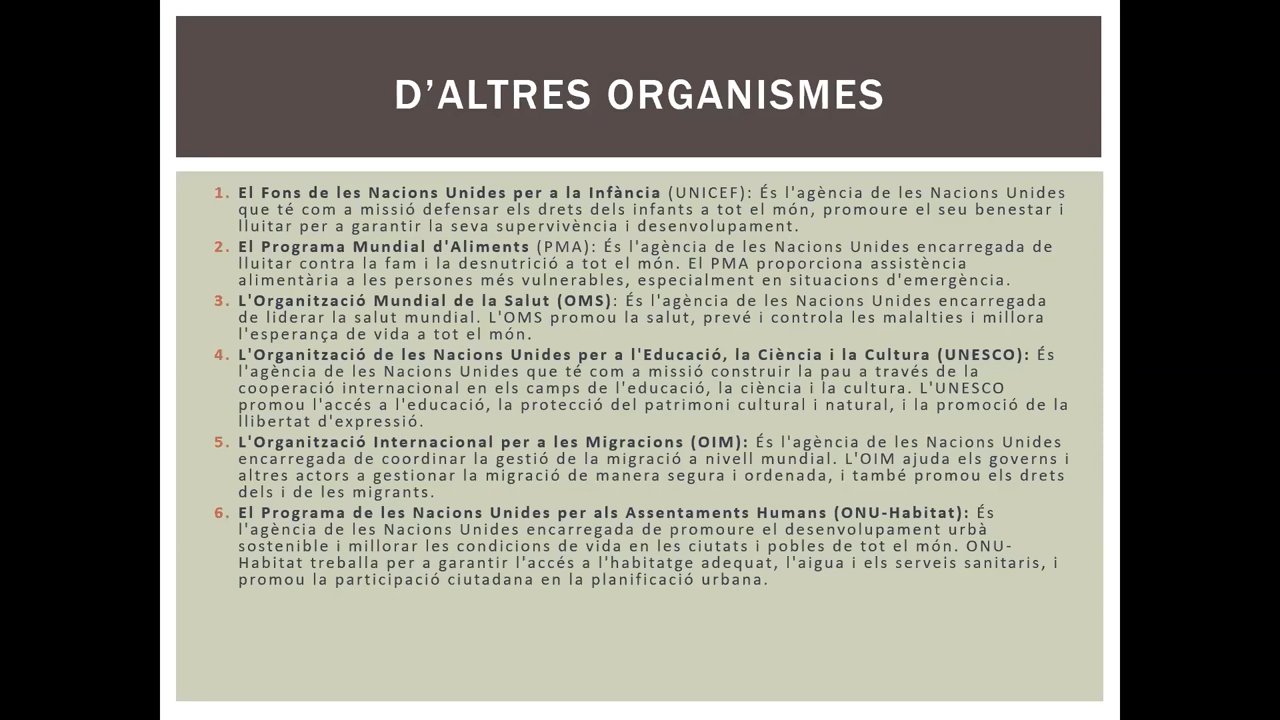 D'ALTRES ORGANISMES
1. El Fons de les Nacions Unides per a la Infància (UNICEF): És l'agència de les Nacions Unides
que té com a missió defensar els drets dels infants a tot el món, promoure el seu benestar i
lluitar per a garantir la seva supervivència i desenvolupament.
2. El Programa Mundial d'Aliments (PMA): És l'agència de les Nacions Unides encarregada de
lluitar contra la fam i la desnutrició a tot el món. El PMA proporciona assistència
alimentària a les persones més vulnerables, especialment en situacions d'emergència.
3. L'Organització Mundial de la Salut (OMS): És l'agència de les Nacions Unides encarregada
de liderar la salut mundial. L'OMS promou la salut, prevé i controla les malalties i millora
l'esperança de vida a tot el món.
4. L'Organització de les Nacions Unides per a l'Educació, la Ciència i la Cultura (UNESCO): És
l'agència de les Nacions Unides que té com a missió construir la pau a través de la
cooperació internacional en els camps de l'educació, la ciència i la cultura. L'UNESCO
promou l'accés a l'educació, la protecció del patrimoni cultural i natural, i la promoció de la
llibertat d'expressió.
5. L'Organització Internacional per a les Migracions (OIM): És l'agència de les Nacions Unides
encarregada de coordinar la gestió de la migració a nivell mundial. L'OIM ajuda els governs i
altres actors a gestionar la migració de manera segura i ordenada, i també promou els drets
dels i de les migrants.
6. El Programa de les Nacions Unides per als Assentaments Humans (ONU-Habitat): És
l'agència de les Nacions Unides encarregada de promoure el desenvolupament urbà
sostenible i millorar les condicions de vida en les ciutats i pobles de tot el món. ONU-
Habitat treballa per a garantir l'accés a l'habitatge adequat, l'aigua i els serveis sanitaris, i
promou la participació ciutadana en la planificació urbana.